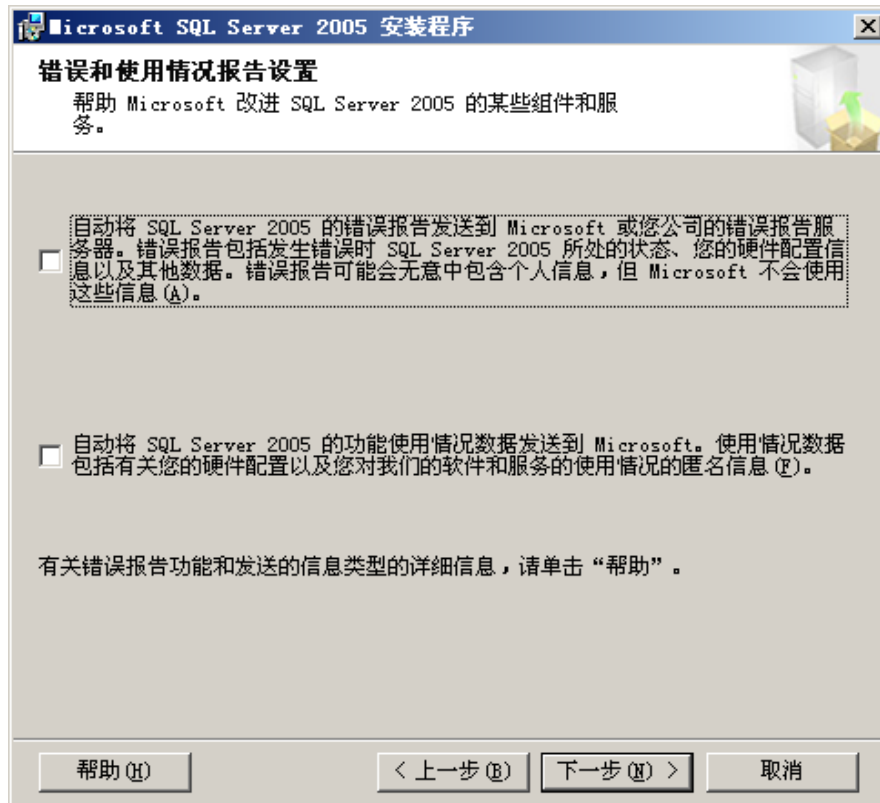 Microsoft SQL Server 2005 安装程序
错误和使用情况报告设置
帮助 Microsoft 改进 SQL Server 2005 的某些组件和服
务。
自动将 SQL Server 2005 的错误报告发送到 Microsoft 或您公司的错误报告服
务器。错误报告包括发生错误时 SQL Server 2005 所处的状态、您的硬件配置信
息以及其他数据。错误报告可能会无意中包含个人信息，但 Microsoft 不会使用
这些信息(A)。
自动将 SQL Server 2005 的功能使用情况数据发送到 Microsoft。使用情况数据
包括有关您的硬件配置以及您对我们的软件和服务的使用情况的匿名信息(F)。
有关错误报告功能和发送的信息类型的详细信息，请单击“帮助”。
帮助(H)
< 上一步(B)
下一步(N) >
取消